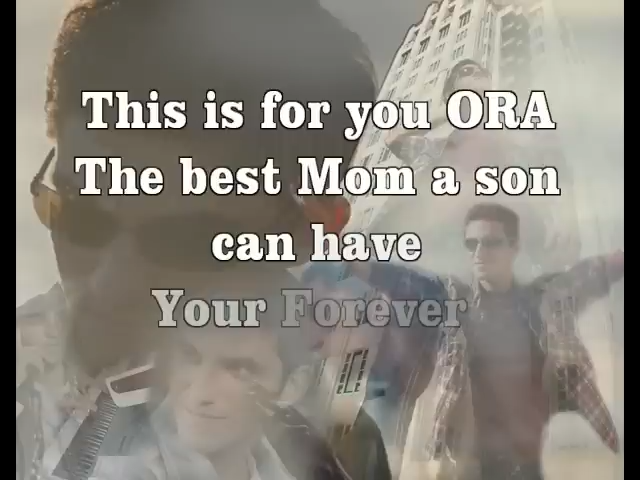 This is for you ORA
The best Mom a son
can have
Your Forever